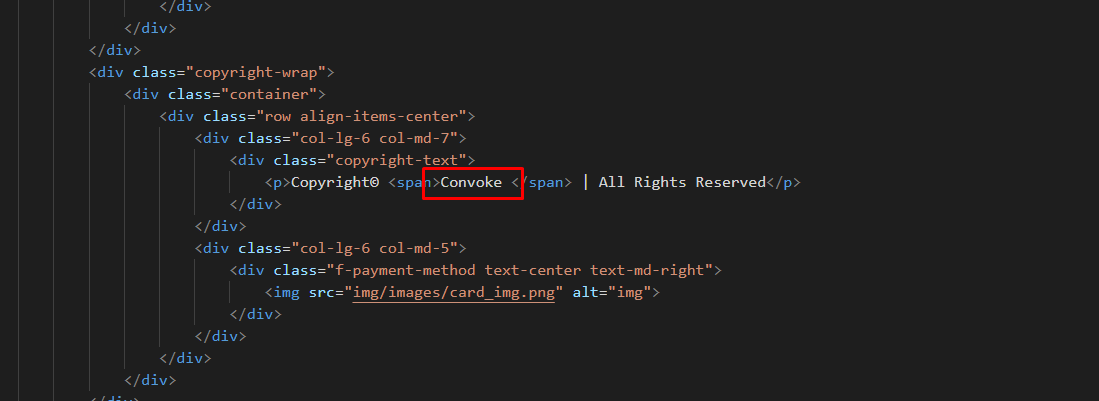 </div>
</div>
</div>
<div class="copyright-wrap">
<div class="container">
<div class="row align-items-center">
<div class="col-lg-6 col-md-7">
<div class="copyright-text">
<p>Copyright© <span>Convoke </span> | All Rights Reserved</p>
</div>
</div>
<div class="col-lg-6 col-md-5">
<div class="f-payment-method text-center text-md-right">
<img src="img/images/card_img.png" alt="img">
</div>
</div>
</div>
</div>
</div>